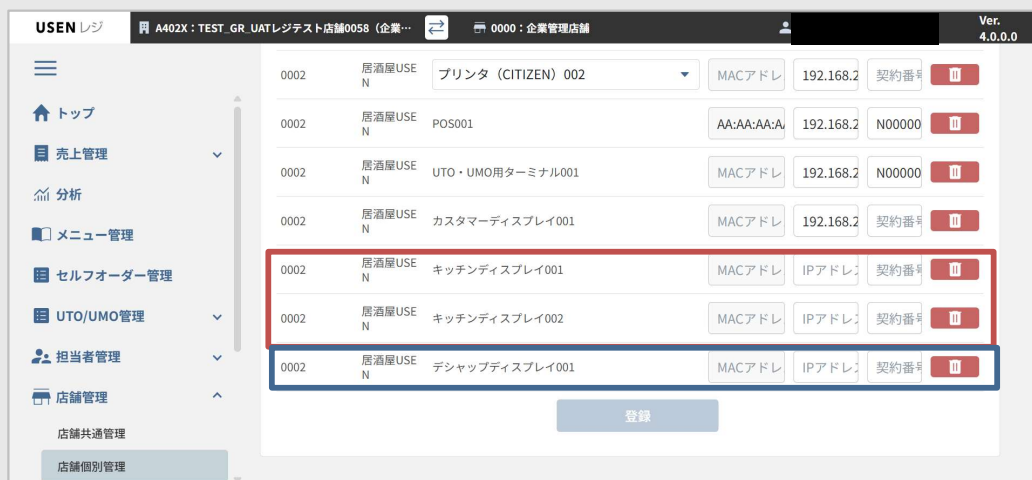 USEN レジ
A402X：TEST_GR_UATレジテスト店舗0058（企業…
0000：企業管理店舗
Ver.
4.0.0.0
トップ
売上管理
分析
メニュー管理
セルフオーダー管理
UTO/UMO管理
担当者管理
店舗管理
店舗共通管理
店舗個別管理
0002 居酒屋USE
N プリンタ（CITIZEN）002 MACアドレ 192.168.2 契約番号
0002 居酒屋USE
N POS001 AA:AA:AA:A 192.168.2 N00000
0002 居酒屋USE
N UTO・UMO用ターミナル001 MACアドレ 192.168.2 N00000
0002 居酒屋USE
N カスタマーディスプレイ001 MACアドレ 192.168.2 契約番号
0002 居酒屋USE
N キッチンディスプレイ001 MACアドレ IPアドレス 契約番号
0002 居酒屋USE
N キッチンディスプレイ002 MACアドレ IPアドレス 契約番号
0002 居酒屋USE
N デシャップディスプレイ001 MACアドレ IPアドレス 契約番号
登録